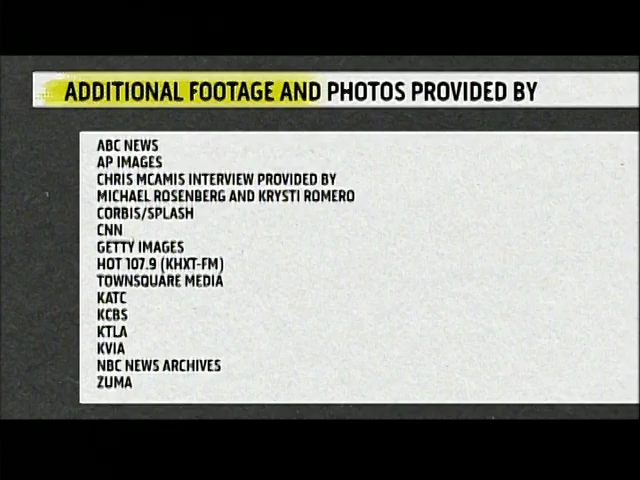 ADDITIONAL FOOTAGE AND PHOTOS PROVIDED BY
ABC NEWS
AP IMAGES
CHRIS MCAMIS INTERVIEW PROVIDED BY
MICHAEL ROSENBERG AND KRYSTI ROMERO
CORBIS/SPLASH
CNN
GETTY IMAGES
HOT 107.9 (KHXT-FM)
TOWNSQUARE MEDIA
KATC
KCBS
KTLA
KVIA
NBC NEWS ARCHIVES
ZUMA